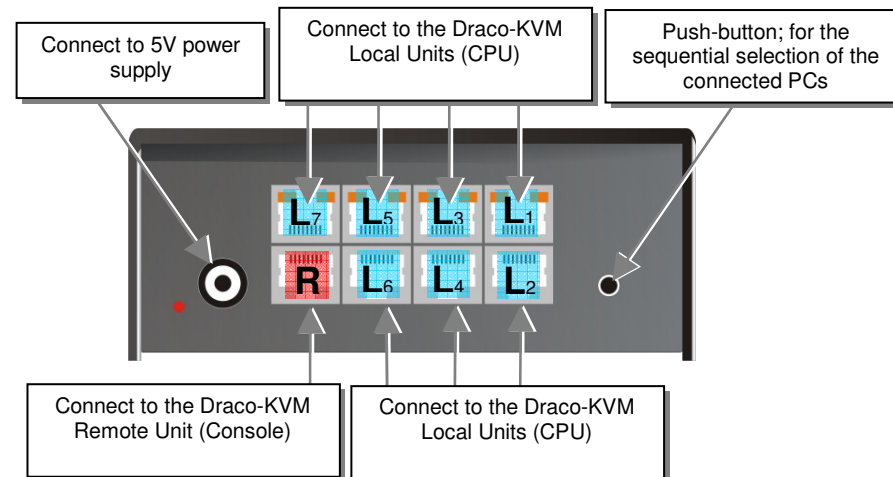 Connect to 5V power
supply
Connect to the Draco-KVM
Local Units (CPU)
Push-button; for the
sequential selection of the
connected PCs
L7 L5 L3 L1
R L6 L4 L2
Connect to the Draco-KVM
Remote Unit (Console)
Connect to the Draco-KVM
Local Units (CPU)